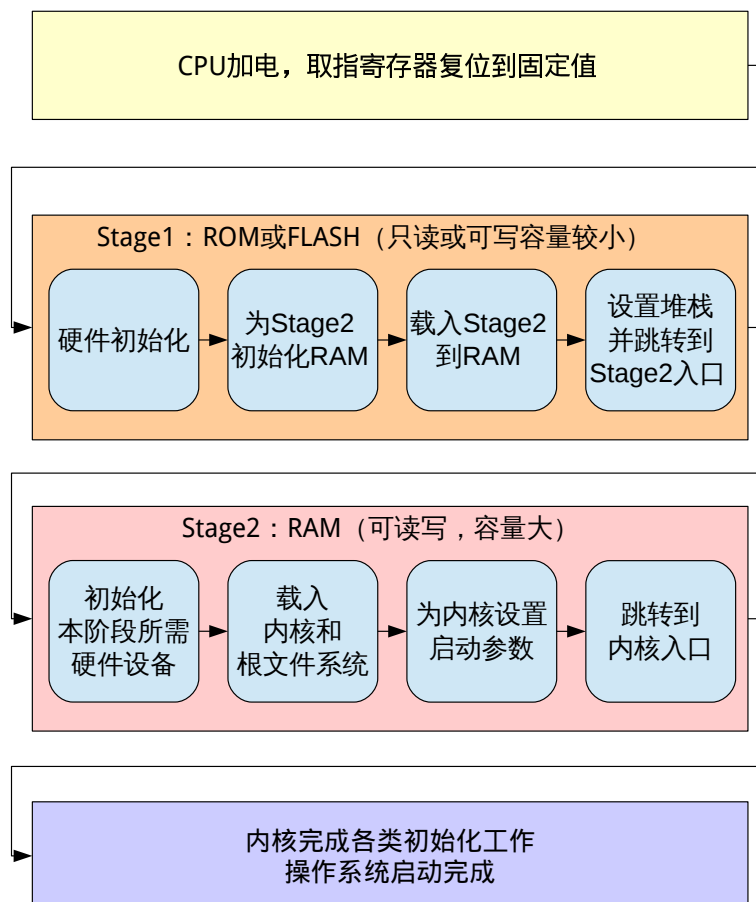 CPU加电，取指寄存器复位到固定值
Stage1：ROM或FLASH（只读或可写容量较小）
硬件初始化
为Stage2
初始化RAM
载入Stage2
到RAM
设置堆栈
并跳转到
Stage2入口
Stage2：RAM（可读写，容量大）
初始化
本阶段所需
硬件设备
载入
内核和
根文件系统
为内核设置
启动参数
跳转到
内核入口
内核完成各类初始化工作
操作系统启动完成